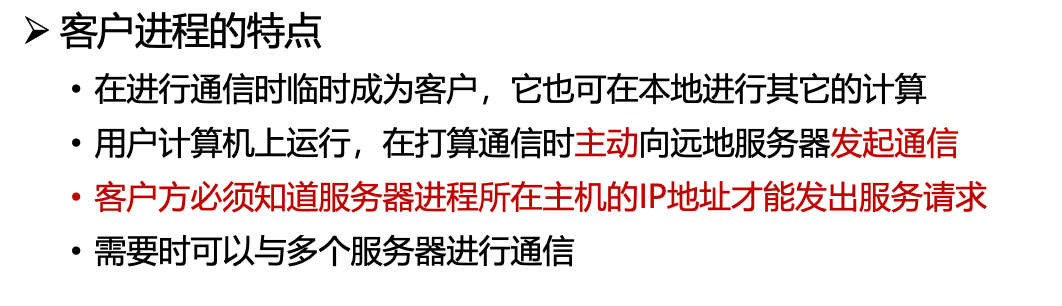 ➢ 客户进程的特点
• 在进行通信时临时成为客户，它也可在本地进行其它的计算
• 用户计算机上运行，在打算通信时主动向远地服务器发起通信
• 客户方必须知道服务器进程所在主机的IP地址才能发出服务请求
• 需要时可以与多个服务器进行通信